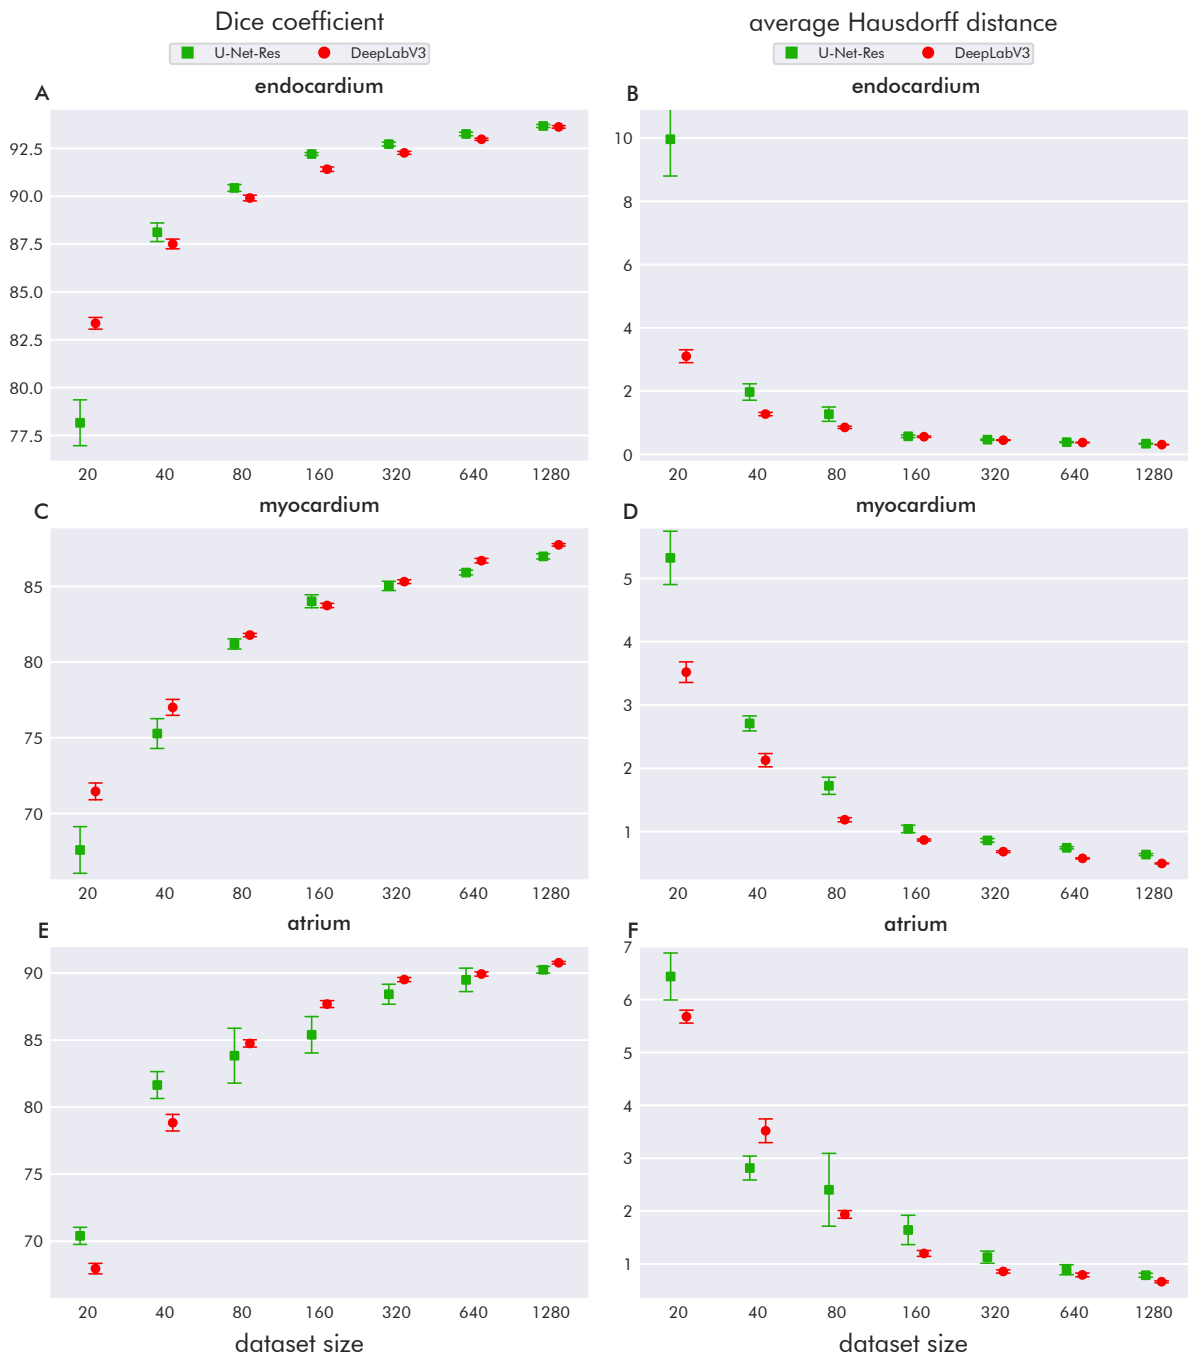 Dice coefficient
U-Net-Res DeepLabV3
A endocardium
92.5
90.0
87.5
85.0
82.5
80.0
77.5
20 40 80 160 320 640 1280
average Hausdorff distance
U-Net-Res DeepLabV3
B endocardium
10
8
6
4
2
0
20 40 80 160 320 640 1280
C myocardium
85
80
75
70
20 40 80 160 320 640 1280
D myocardium
5
4
3
2
1
20 40 80 160 320 640 1280
E atrium
90
85
80
75
70
20 40 80 160 320 640 1280
dataset size
F atrium
7
6
5
4
3
2
1
20 40 80 160 320 640 1280
dataset size